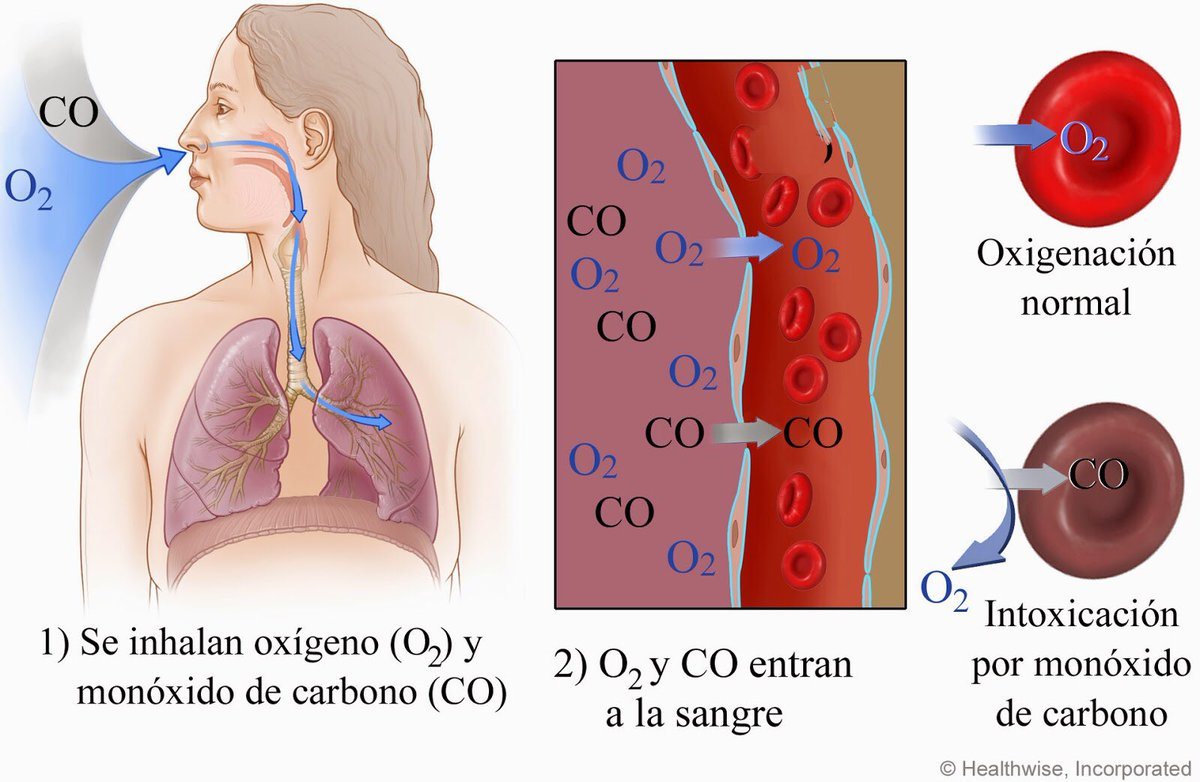 CO
O2
1) Se inhalan oxígeno (O2) y
monóxido de carbono (CO)
O2
CO
O2
O2
O2
CO
O2
CO
CO
O2
CO
O2
2) O2 y CO entran
a la sangre
O2
Oxigenación
normal
CO
O2
Intoxicación
por monóxido
de carbono
© Healthwise, Incorporated